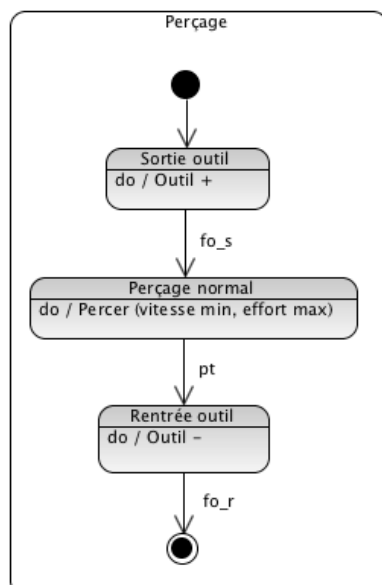 Perçage
Sortie outil
do / Outil +
fo_s
Perçage normal
do / Percer (vitesse min, effort max)
pt
Rentrée outil
do / Outil –
fo_r